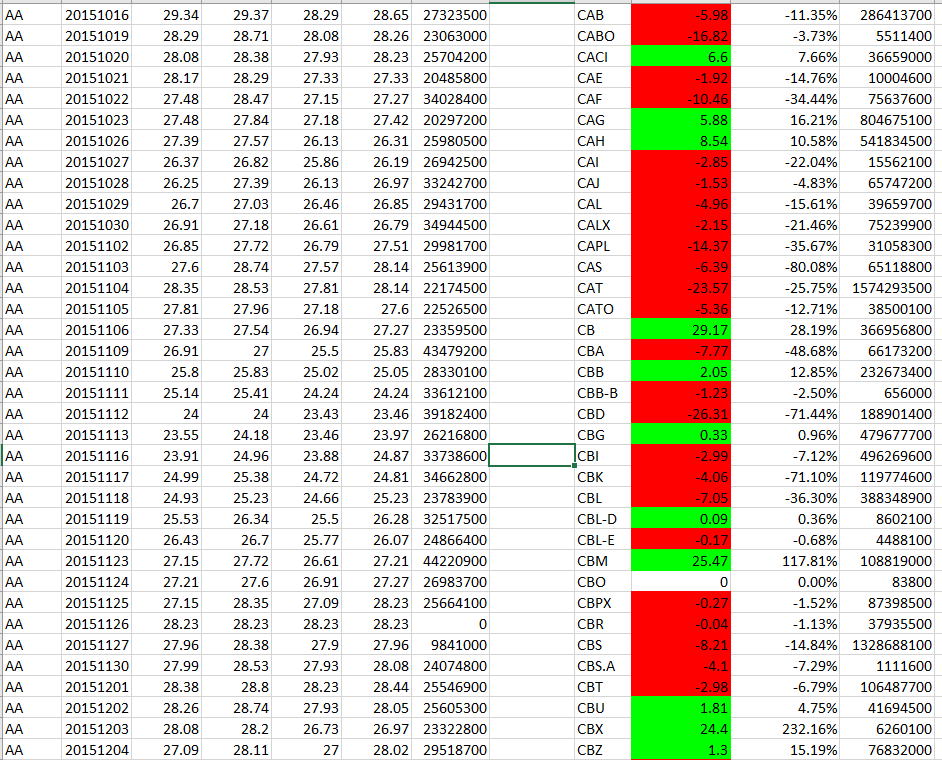 AA 20151016 29.34 29.37 28.29 28.65 27323500 CAB -5.98 -11.35% 286413700
AA 20151019 28.29 28.71 28.08 28.26 23063000 CABO -16.82 -3.73% 5511400
AA 20151020 28.08 28.38 27.93 28.23 25704200 CACI 6.6 7.66% 36659000
AA 20151021 28.17 28.29 27.33 27.33 20485800 CAE -1.92 -14.76% 10004600
AA 20151022 27.48 28.47 27.15 27.27 34028400 CAF -10.46 -34.44% 75637600
AA 20151023 27.48 27.84 27.18 27.42 20297200 CAG 5.88 16.21% 804675100
AA 20151026 27.39 27.57 26.13 26.31 25980500 CAH 8.54 10.58% 541834500
AA 20151027 26.37 26.82 25.86 26.19 26942500 CAI -2.85 -22.04% 15562100
AA 20151028 26.25 27.39 26.13 26.97 33242700 CAJ -1.53 -4.83% 65747200
AA 20151029 26.7 27.03 26.46 26.85 29431700 CAL -4.96 -15.61% 39659700
AA 20151030 26.91 27.18 26.61 26.79 34944500 CALX -2.15 -21.46% 75239900
AA 20151102 26.85 27.72 26.79 27.51 29981700 CAPL -14.37 -35.67% 31058300
AA 20151103 27.6 28.74 27.57 28.14 25613900 CAS -6.39 -80.08% 65118800
AA 20151104 28.35 28.53 27.81 28.14 22174500 CAT -23.57 -25.75% 1574293500
AA 20151105 27.81 27.96 27.18 27.6 22526500 CATO -5.36 -12.71% 38500100
AA 20151106 27.33 27.54 26.94 27.27 23359500 CB 29.17 28.19% 366956800
AA 20151109 26.91 27 25.5 25.83 43479200 CBA -7.77 -48.68% 66173200
AA 20151110 25.8 25.83 25.02 25.05 28330100 CBB 2.05 12.85% 232673400
AA 20151111 25.14 25.41 24.24 24.24 33612100 CBB-B -1.23 -2.50% 656000
AA 20151112 24 24 23.43 23.46 39182400 CBD -26.31 -71.44% 188901400
AA 20151113 23.55 24.18 23.46 23.97 26216800 CBG 0.33 0.96% 479677700
AA 20151116 23.91 24.96 23.88 24.87 33738600 CBI -2.99 -7.12% 496269600
AA 20151117 24.99 25.38 24.72 24.81 34662800 CBK -4.06 -71.10% 119774600
AA 20151118 24.93 25.23 24.66 25.23 23783900 CBL -7.05 -36.30% 388348900
AA 20151119 25.53 26.34 25.5 26.28 32517500 CBL-D 0.09 0.36% 8602100
AA 20151120 26.43 26.7 25.77 26.07 24866400 CBL-E -0.17 -0.68% 4488100
AA 20151123 27.15 27.72 26.61 27.21 44220900 CBM 25.47 117.81% 108819000
AA 20151124 27.21 27.6 26.91 27.27 26983700 CBO 0 0.00% 83800
AA 20151125 27.15 28.35 27.09 28.23 25664100 CBPX -0.27 -1.52% 87398500
AA 20151126 28.23 28.23 28.23 28.23 0 CBR -0.04 -1.13% 37935500
AA 20151127 27.96 28.38 27.9 27.96 9841000 CBS -8.21 -14.84% 1328688100
AA 20151130 27.99 28.53 27.93 28.08 24074800 CBS.A -4.1 -7.29% 1111600
AA 20151201 28.38 28.8 28.23 28.44 25546900 CBT -2.98 -6.79% 106487700
AA 20151202 28.26 28.74 27.93 28.05 25605300 CBU 1.81 4.75% 41694500
AA 20151203 28.08 28.2 26.73 26.97 23322800 CBX 24.4 232.16% 6260100
AA 20151204 27.09 28.11 27 28.02 29518700 CBZ 1.3 15.19% 76832000